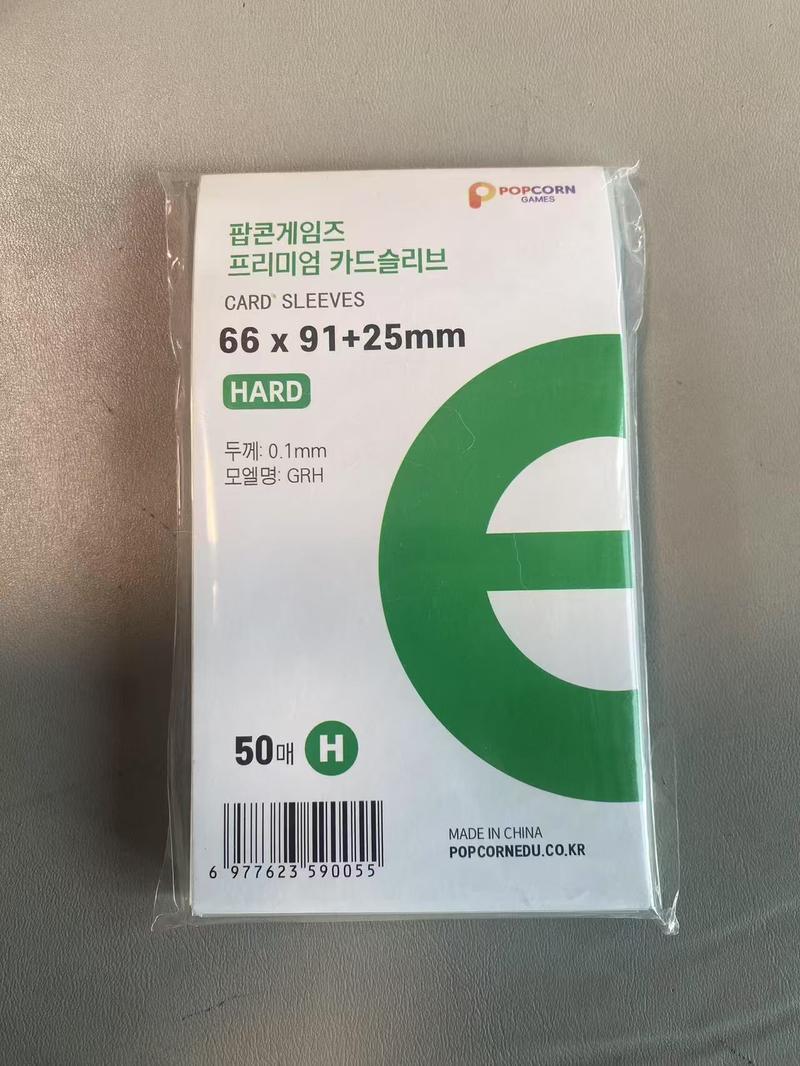 POPCORN
GAMES
팝콘게임즈
프리미엄 카드슬리브
CARD SLEEVES
66 x 91+25mm
HARD
두께: 0.1mm
모엘명: GRH
50매 H
6 977623 590055
MADE IN CHINA
POPCORNEDU.CO.KR